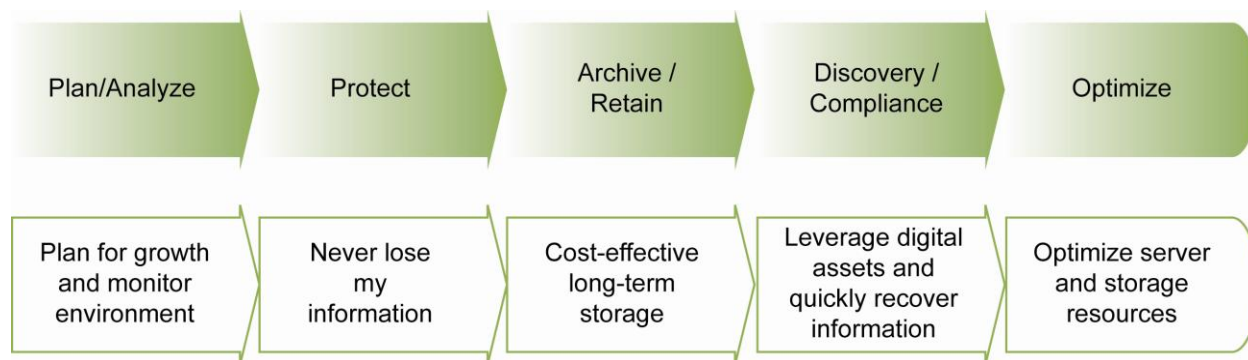 Plan/Analyze
Protect
Archive /
Retain
Discovery /
Compliance
Optimize
Plan for growth
and monitor
environment
Never lose
my
information
Cost-effective
long-term
storage
Leverage digital
assets and
quickly recover
information
Optimize server
and storage
resources